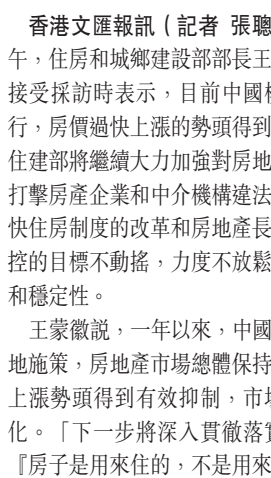 香港文匯報訊（記者 張聰
午，住房和城鄉建設部部長王
接受採訪時表示，目前中國樓
行，房價過快上漲的勢頭得到
住建部將繼續大力加強對房地
打擊房產企業和中介機構違法
快住房制度的改革和房地產長
控的目標不動搖，力度不放鬆
和穩定性。
王蒙徽説，一年以來，中國
地施策，房地產市場總體保持
上漲勢頭得到有效抑制，市場
化。「下一步將深入貫徹落實
『房子是用來住的，不是用來